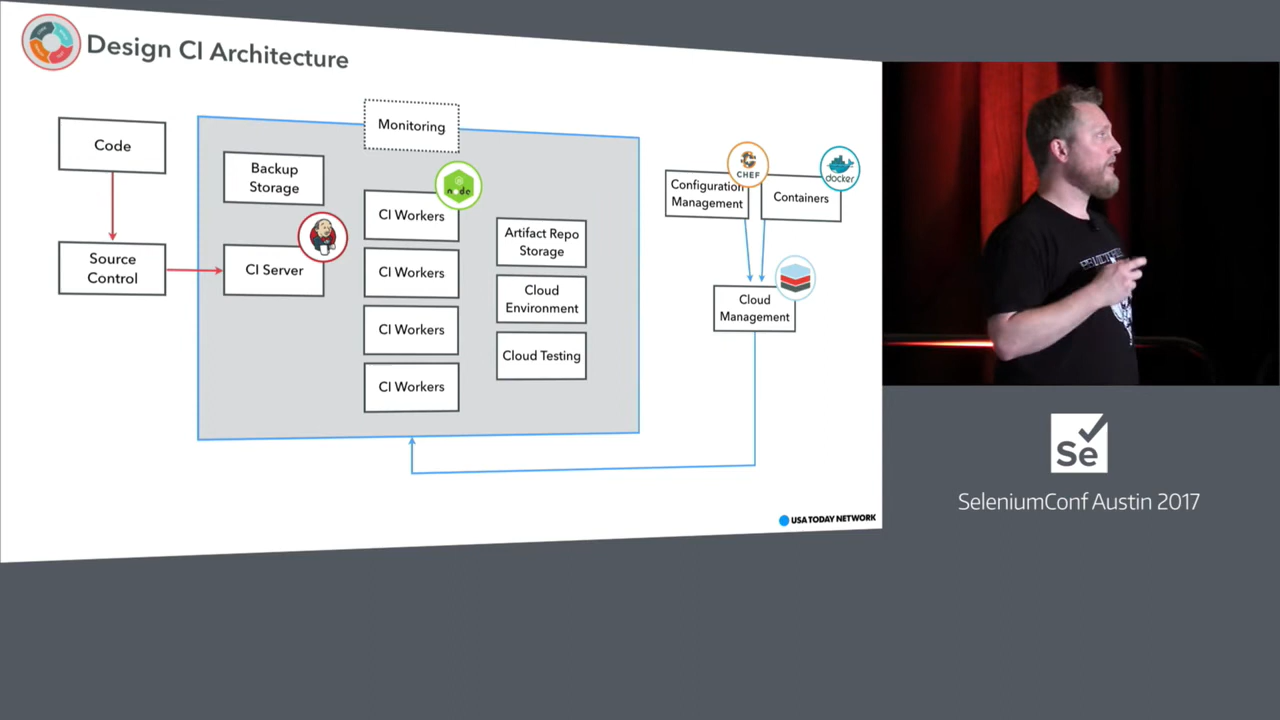 Design CI Architecture
Code
Source
Control
Monitoring
Backup
Storage
CI Server
node
CI Workers
CI Workers
CI Workers
CI Workers
Artifact Repo
Storage
Cloud
Environment
Cloud Testing
CHEF
Configuration
Management
docker
Containers
Cloud
Management
USA TODAY NETWORK
Se
SeleniumConf Austin 2017